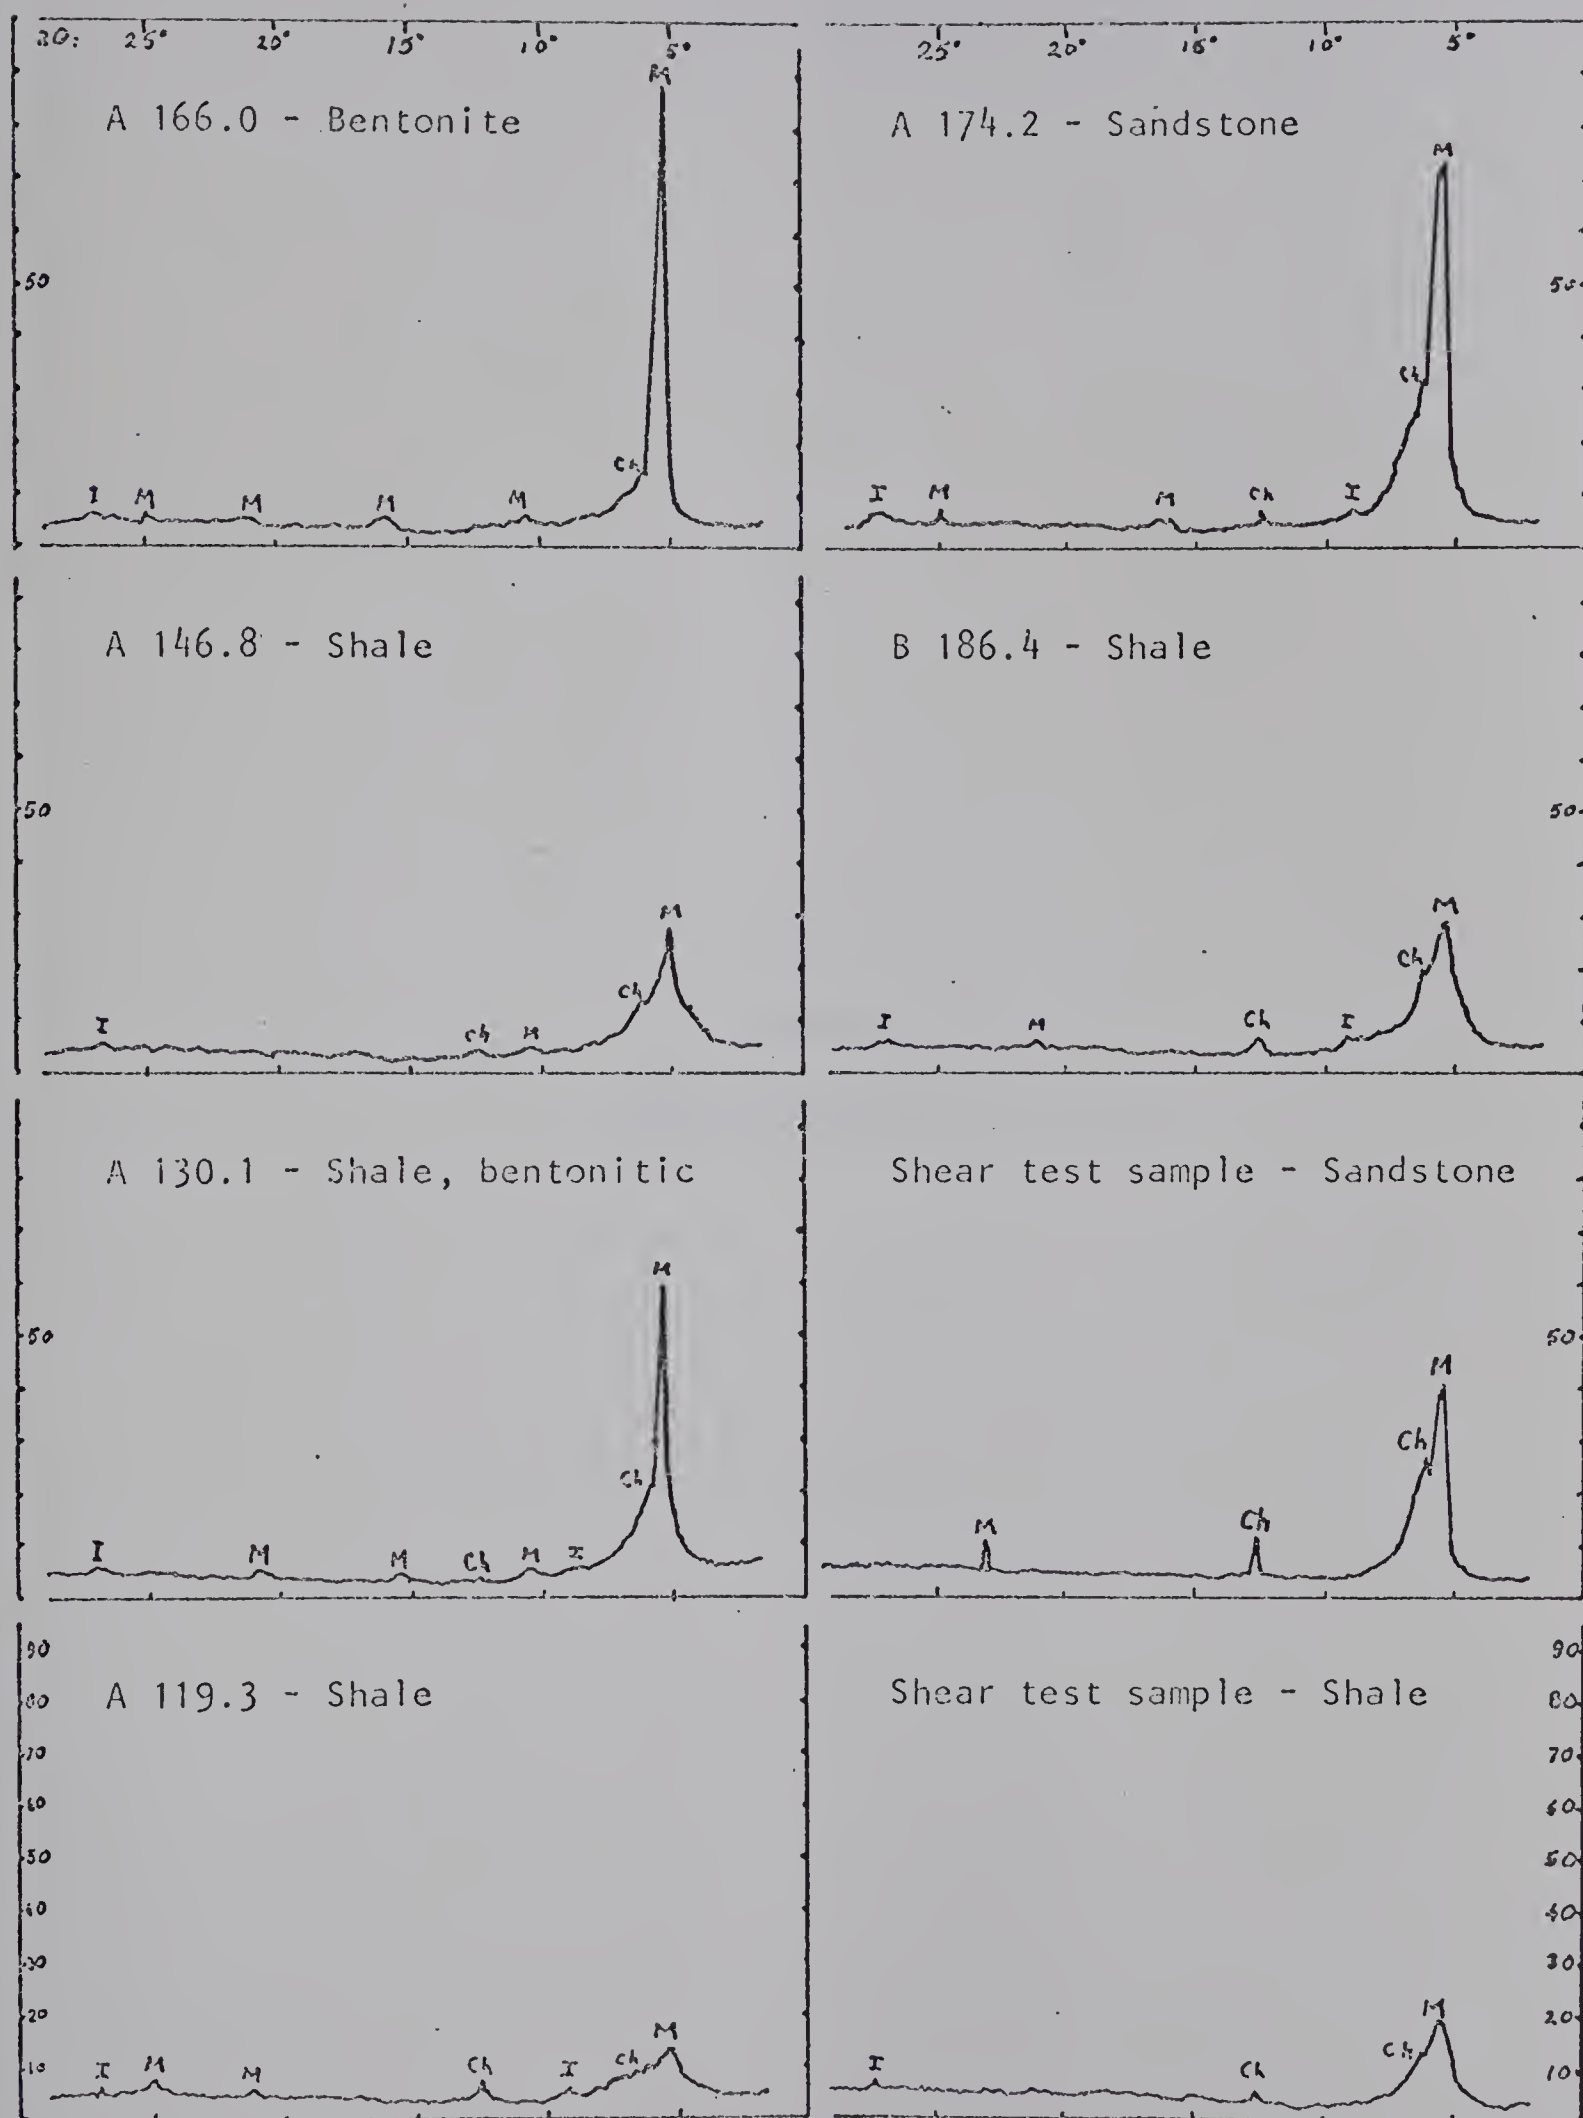 2θ: 25° 20° 15° 10° 5°
25° 20° 15° 10° 5°
M
A 166.0 - Bentonite
50
Ch
I M M M M
A 174.2 - Sandstone
M
50
Ch
I M M Ch I
A 146.8 - Shale
50
M
Ch
I Ch M
B 186.4 - Shale
50
M
Ch
I M Ch I
A 130.1 - Shale, bentonitic
M
50
Ch
I M M Ch M I
Shear test sample - Sandstone
50
M
Ch
M Ch
A 119.3 - Shale
90
80
70
60
50
40
30
20
10
M
I M M Ch I Ch
Shear test sample - Shale
90
80
70
60
50
40
30
20
10
M
Ch
I Ch